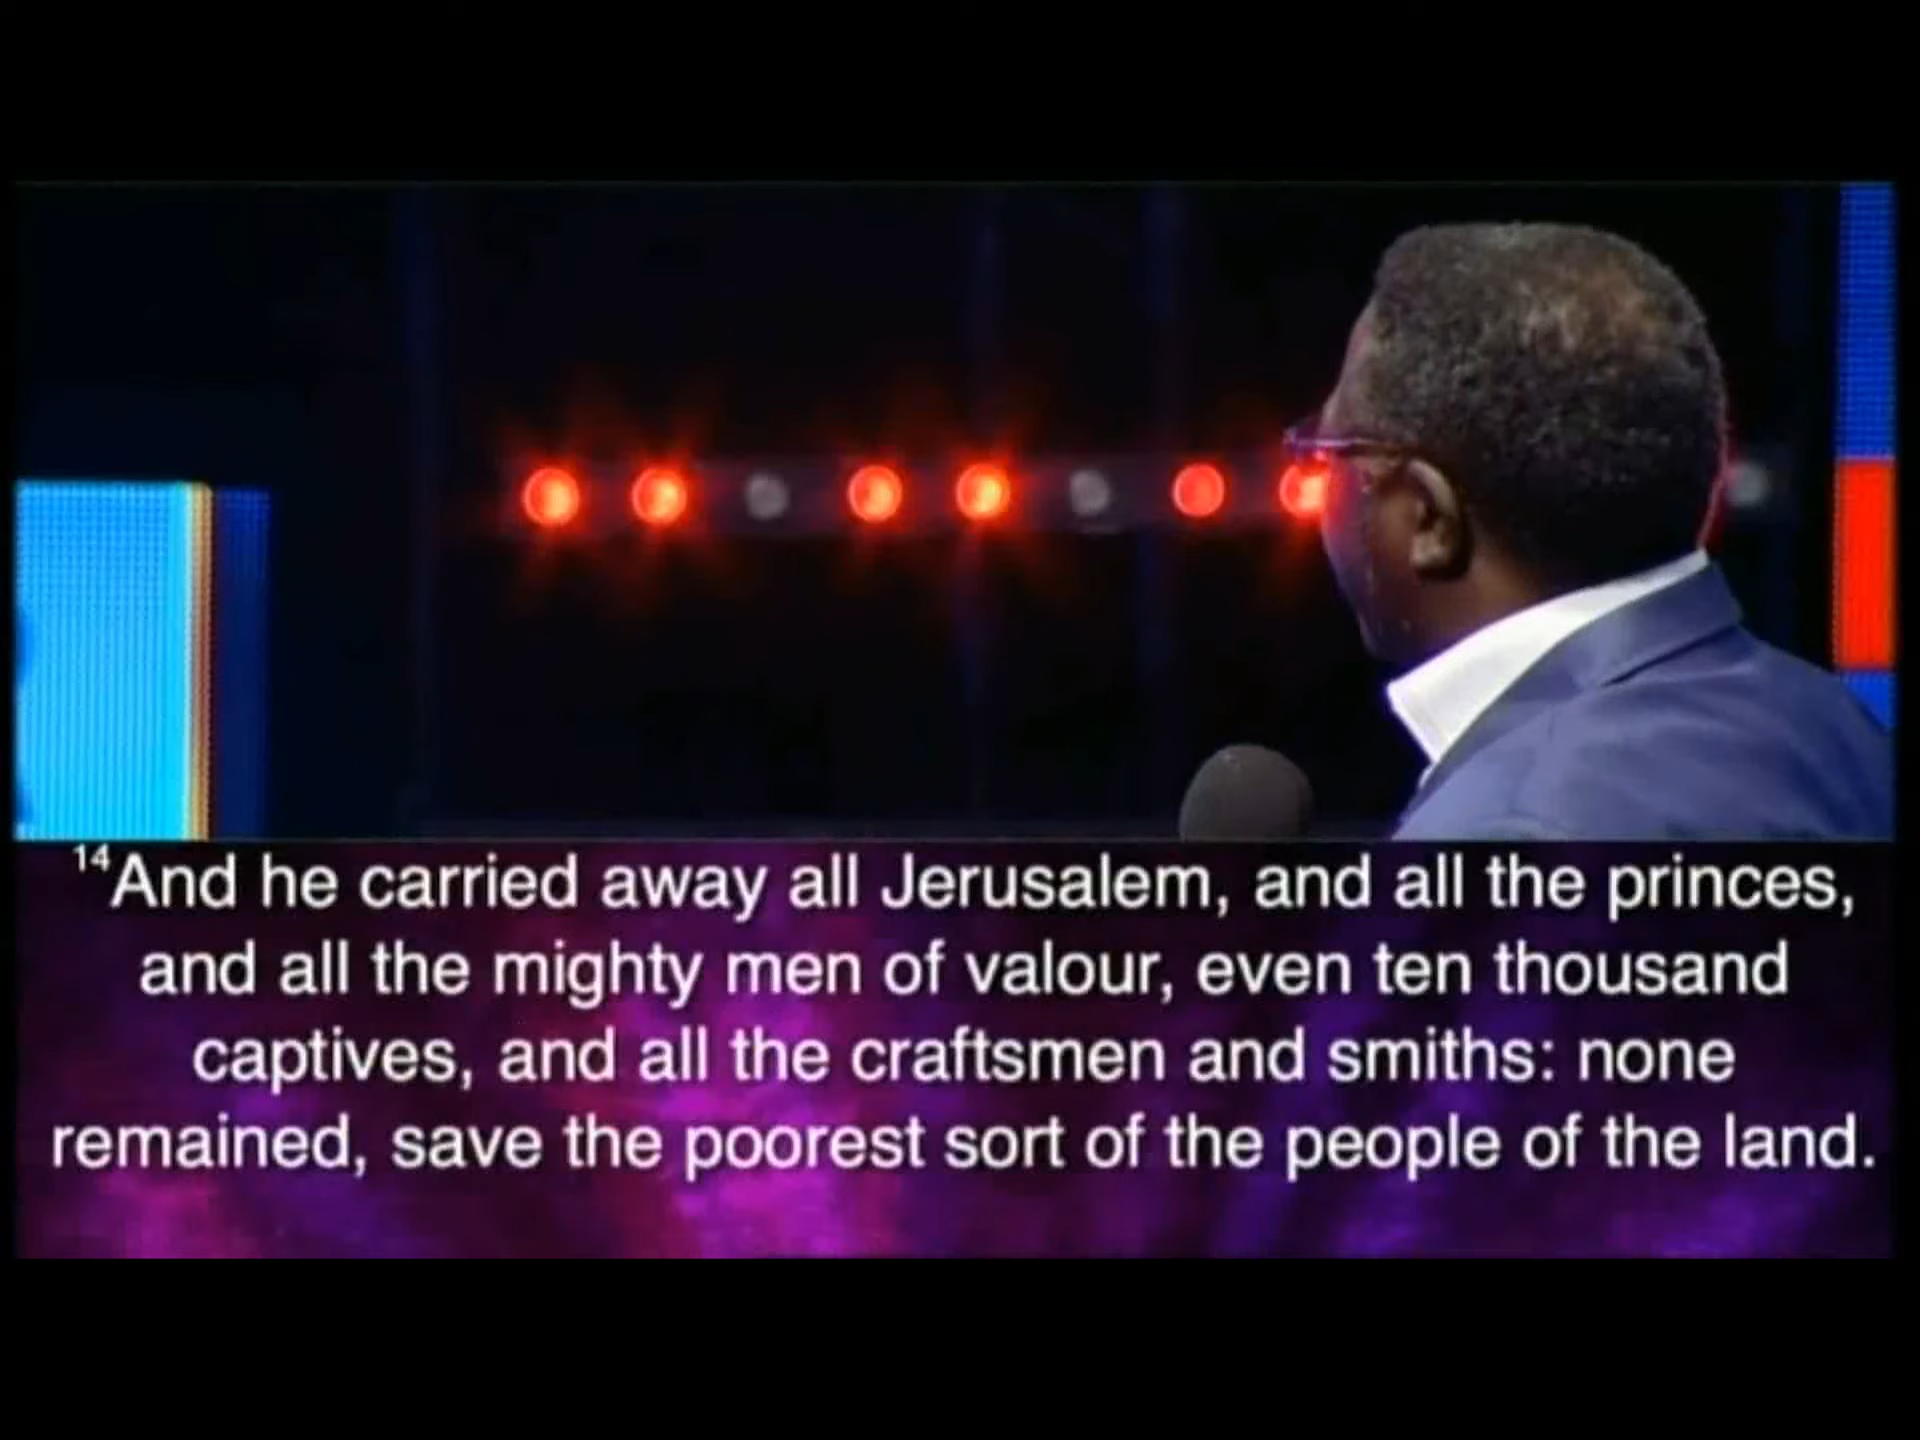 14And he carried away all Jerusalem, and all the princes,
and all the mighty men of valour, even ten thousand
captives, and all the craftsmen and smiths: none
remained, save the poorest sort of the people of the land.